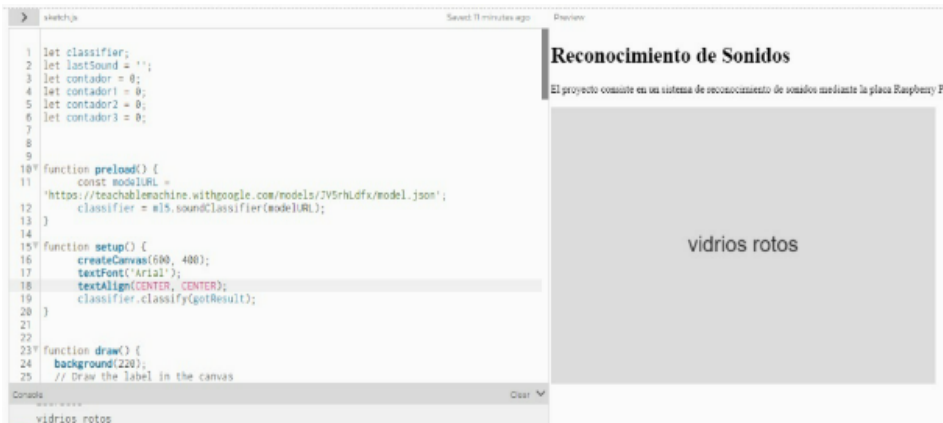 sketch.js
Saved: 11 minutes ago
Preview
1 let classifier;
2 let lastSound = '';
3 let contador = 0;
4 let contador1 = 0;
5 let contador2 = 0;
6 let contador3 = 0;
7
8
9
10 function preload() {
11 const modelURL =
'https://teachablemachine.withgoogle.com/models/JV5rhLdfx/model.json';
12 classifier = ml5.soundClassifier(modelURL);
13 }
14
15 function setup() {
16 createCanvas(600, 400);
17 textFont('Arial');
18 textAlign(CENTER, CENTER);
19 classifier.classify(gotResult);
20 }
21
22
23 function draw() {
24 background(220);
25 // Draw the label in the canvas
Console
Clear
vidrios rotos
Reconocimiento de Sonidos
El proyecto consiste en un sistema de reconocimiento de sonidos mediante la placa Raspberry P
vidrios rotos